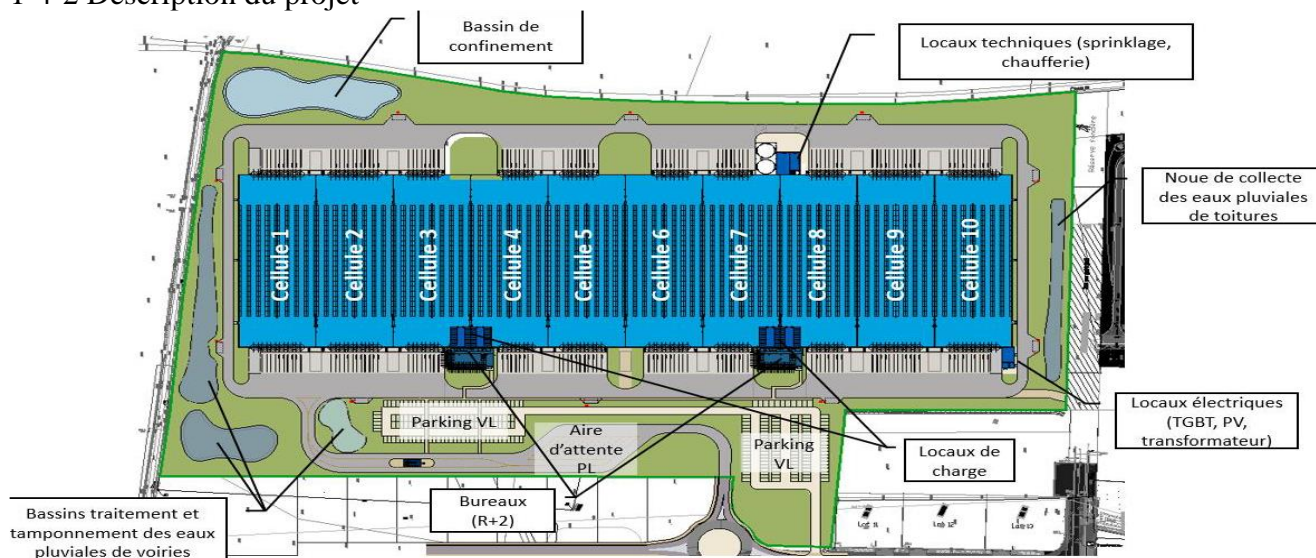 1-4-2 Description du projet
Bassin de
confinement
Locaux techniques (sprinklage,
chaufferie)
Noue de collecte
des eaux pluviales
de toitures
Cellule 1
Cellule 2
Cellule 3
Cellule 4
Cellule 5
Cellule 6
Cellule 7
Cellule 8
Cellule 9
Cellule 10
Locaux électriques
(TGBT, PV,
transformateur)
Parking VL
Aire
d'attente
PL
Parking
VL
Locaux de
charge
Bureaux
(R+2)
Bassins traitement et
tamponnement des eaux
pluviales de voiries